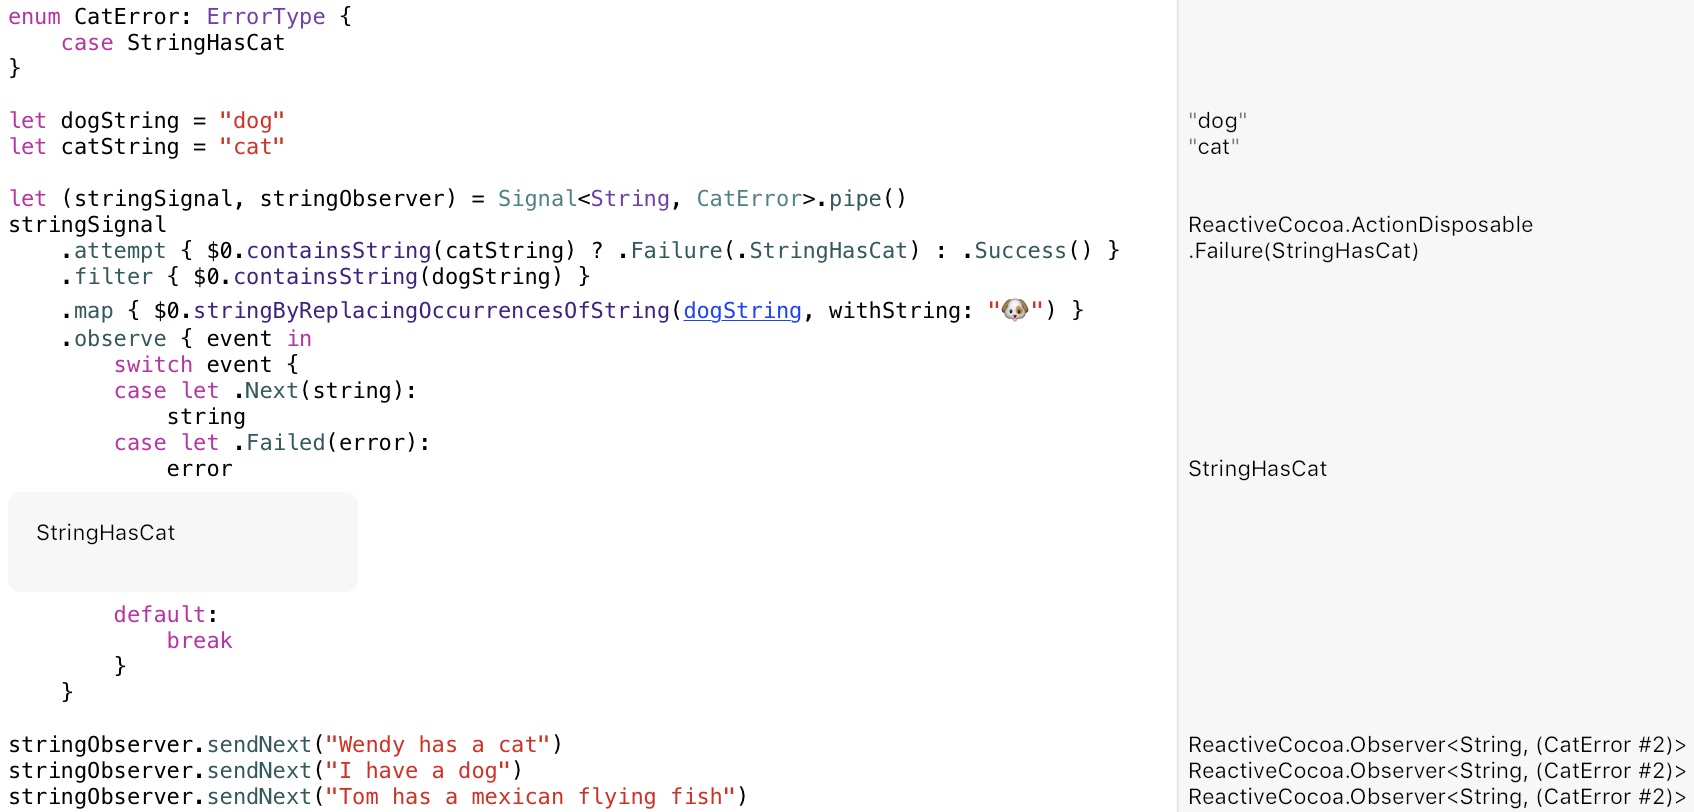 enum CatError: ErrorType {
    case StringHasCat
}
let dogString = "dog" "dog"
let catString = "cat" "cat"
let (stringSignal, stringObserver) = Signal<String, CatError>.pipe()
stringSignal ReactiveCocoa.ActionDisposable
    .attempt { $0.containsString(catString) ? .Failure(.StringHasCat) : .Success() } .Failure(StringHasCat)
    .filter { $0.containsString(dogString) }
    .map { $0.stringByReplacingOccurrencesOfString(dogString, withString: "🐶") }
    .observe { event in
        switch event {
        case let .Next(string):
            string
        case let .Failed(error):
            error StringHasCat
StringHasCat
        default:
            break
        }
    }
stringObserver.sendNext("Wendy has a cat") ReactiveCocoa.Observer<String, (CatError #2)>
stringObserver.sendNext("I have a dog") ReactiveCocoa.Observer<String, (CatError #2)>
stringObserver.sendNext("Tom has a mexican flying fish") ReactiveCocoa.Observer<String, (CatError #2)>